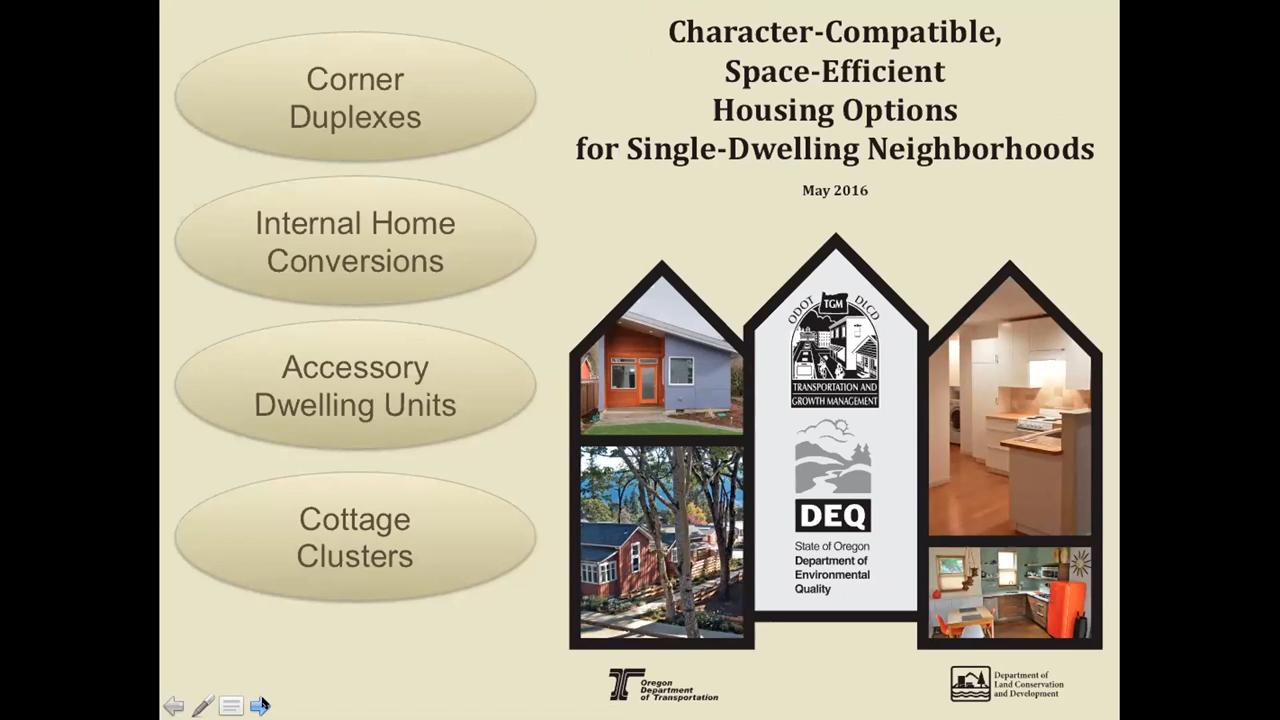 Corner
Duplexes
Internal Home
Conversions
Accessory
Dwelling Units
Cottage
Clusters
Character-Compatible,
Space-Efficient
Housing Options
for Single-Dwelling Neighborhoods
May 2016
ODOT TGM DLCD
TRANSPORTATION AND
GROWTH MANAGEMENT
DEQ
State of Oregon
Department of
Environmental
Quality
Oregon
Department
of Transportation
Department of
Land Conservation
and Development